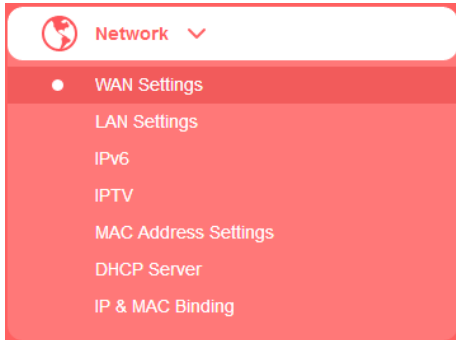 Network
WAN Settings
LAN Settings
IPv6
IPTV
MAC Address Settings
DHCP Server
IP & MAC Binding